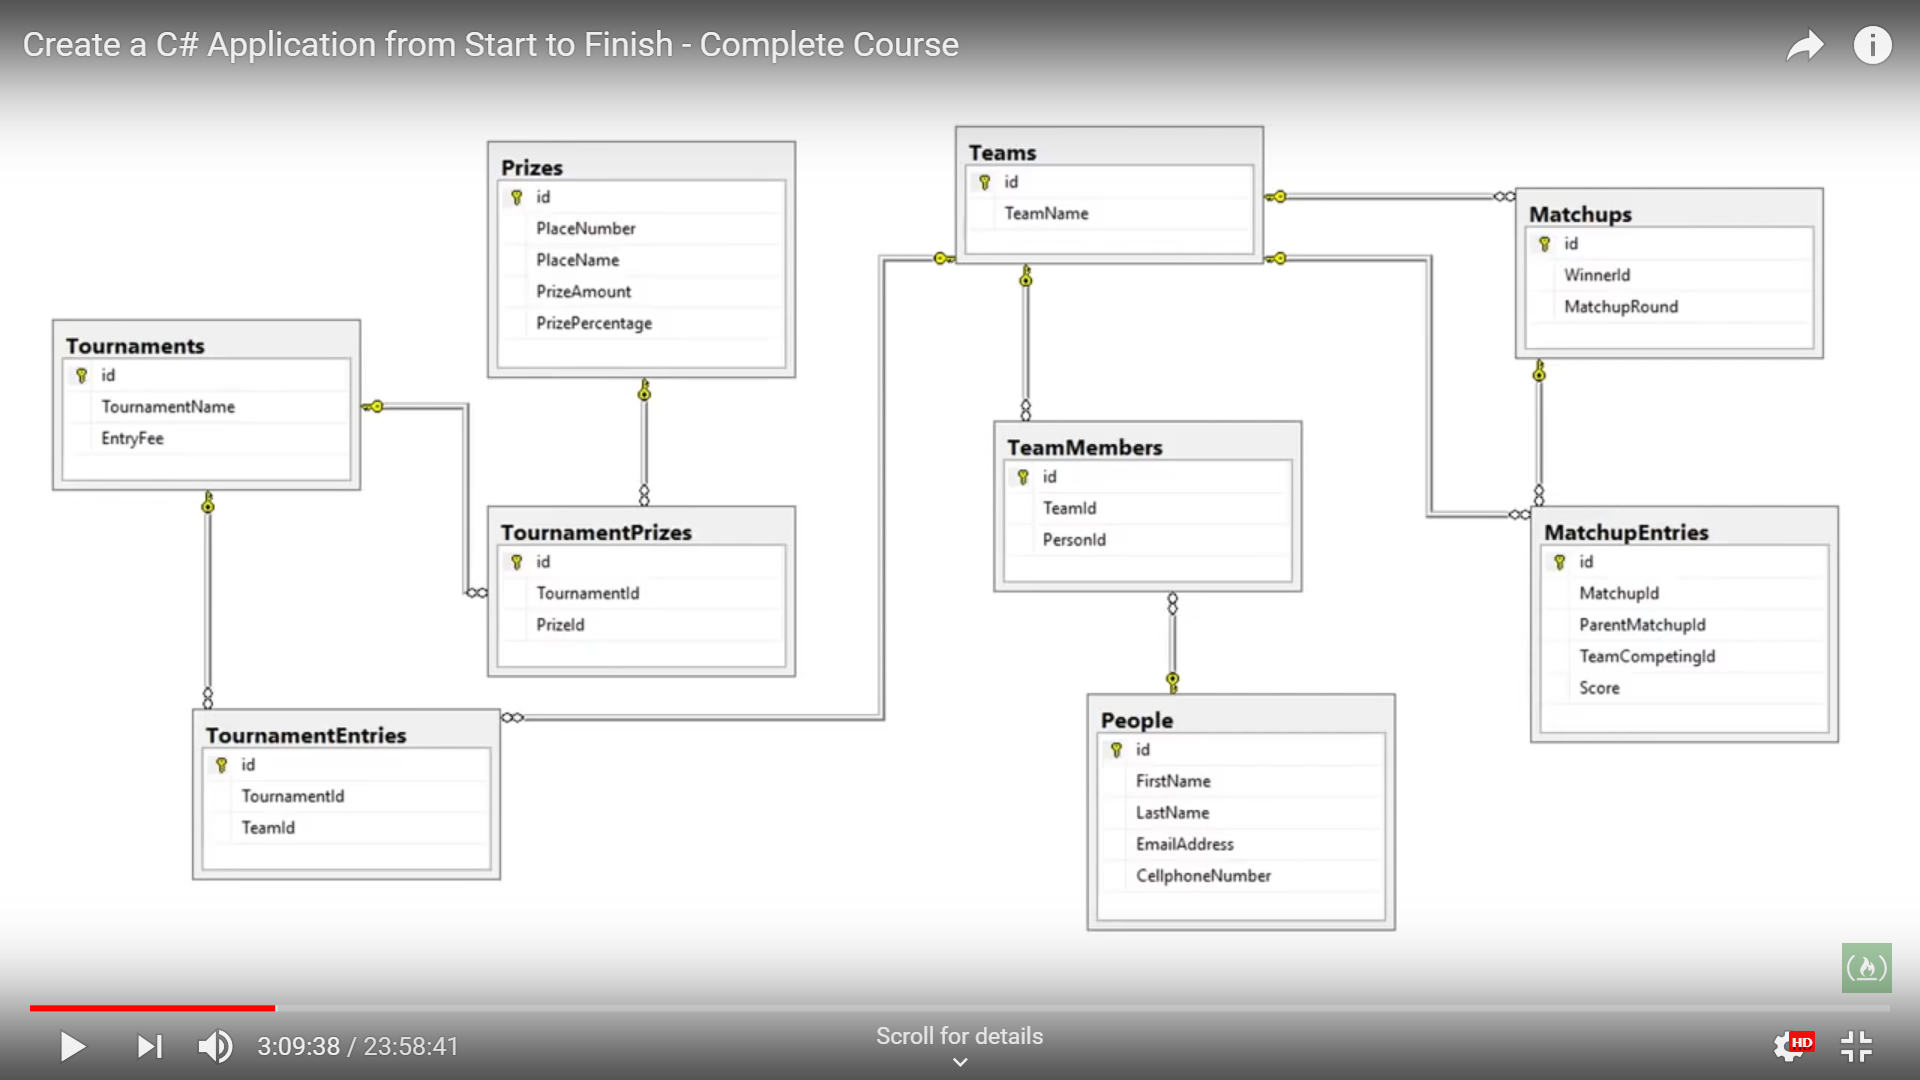 Create a C# Application from Start to Finish - Complete Course
Prizes
id
PlaceNumber
PlaceName
PrizeAmount
PrizePercentage
Teams
id
TeamName
Matchups
id
WinnerId
MatchupRound
Tournaments
id
TournamentName
EntryFee
TeamMembers
id
TeamId
PersonId
TournamentPrizes
id
TournamentId
PrizeId
MatchupEntries
id
MatchupId
ParentMatchupId
TeamCompetingId
Score
TournamentEntries
id
TournamentId
TeamId
People
id
FirstName
LastName
EmailAddress
CellphoneNumber
3:09:38 / 23:58:41
Scroll for details
HD